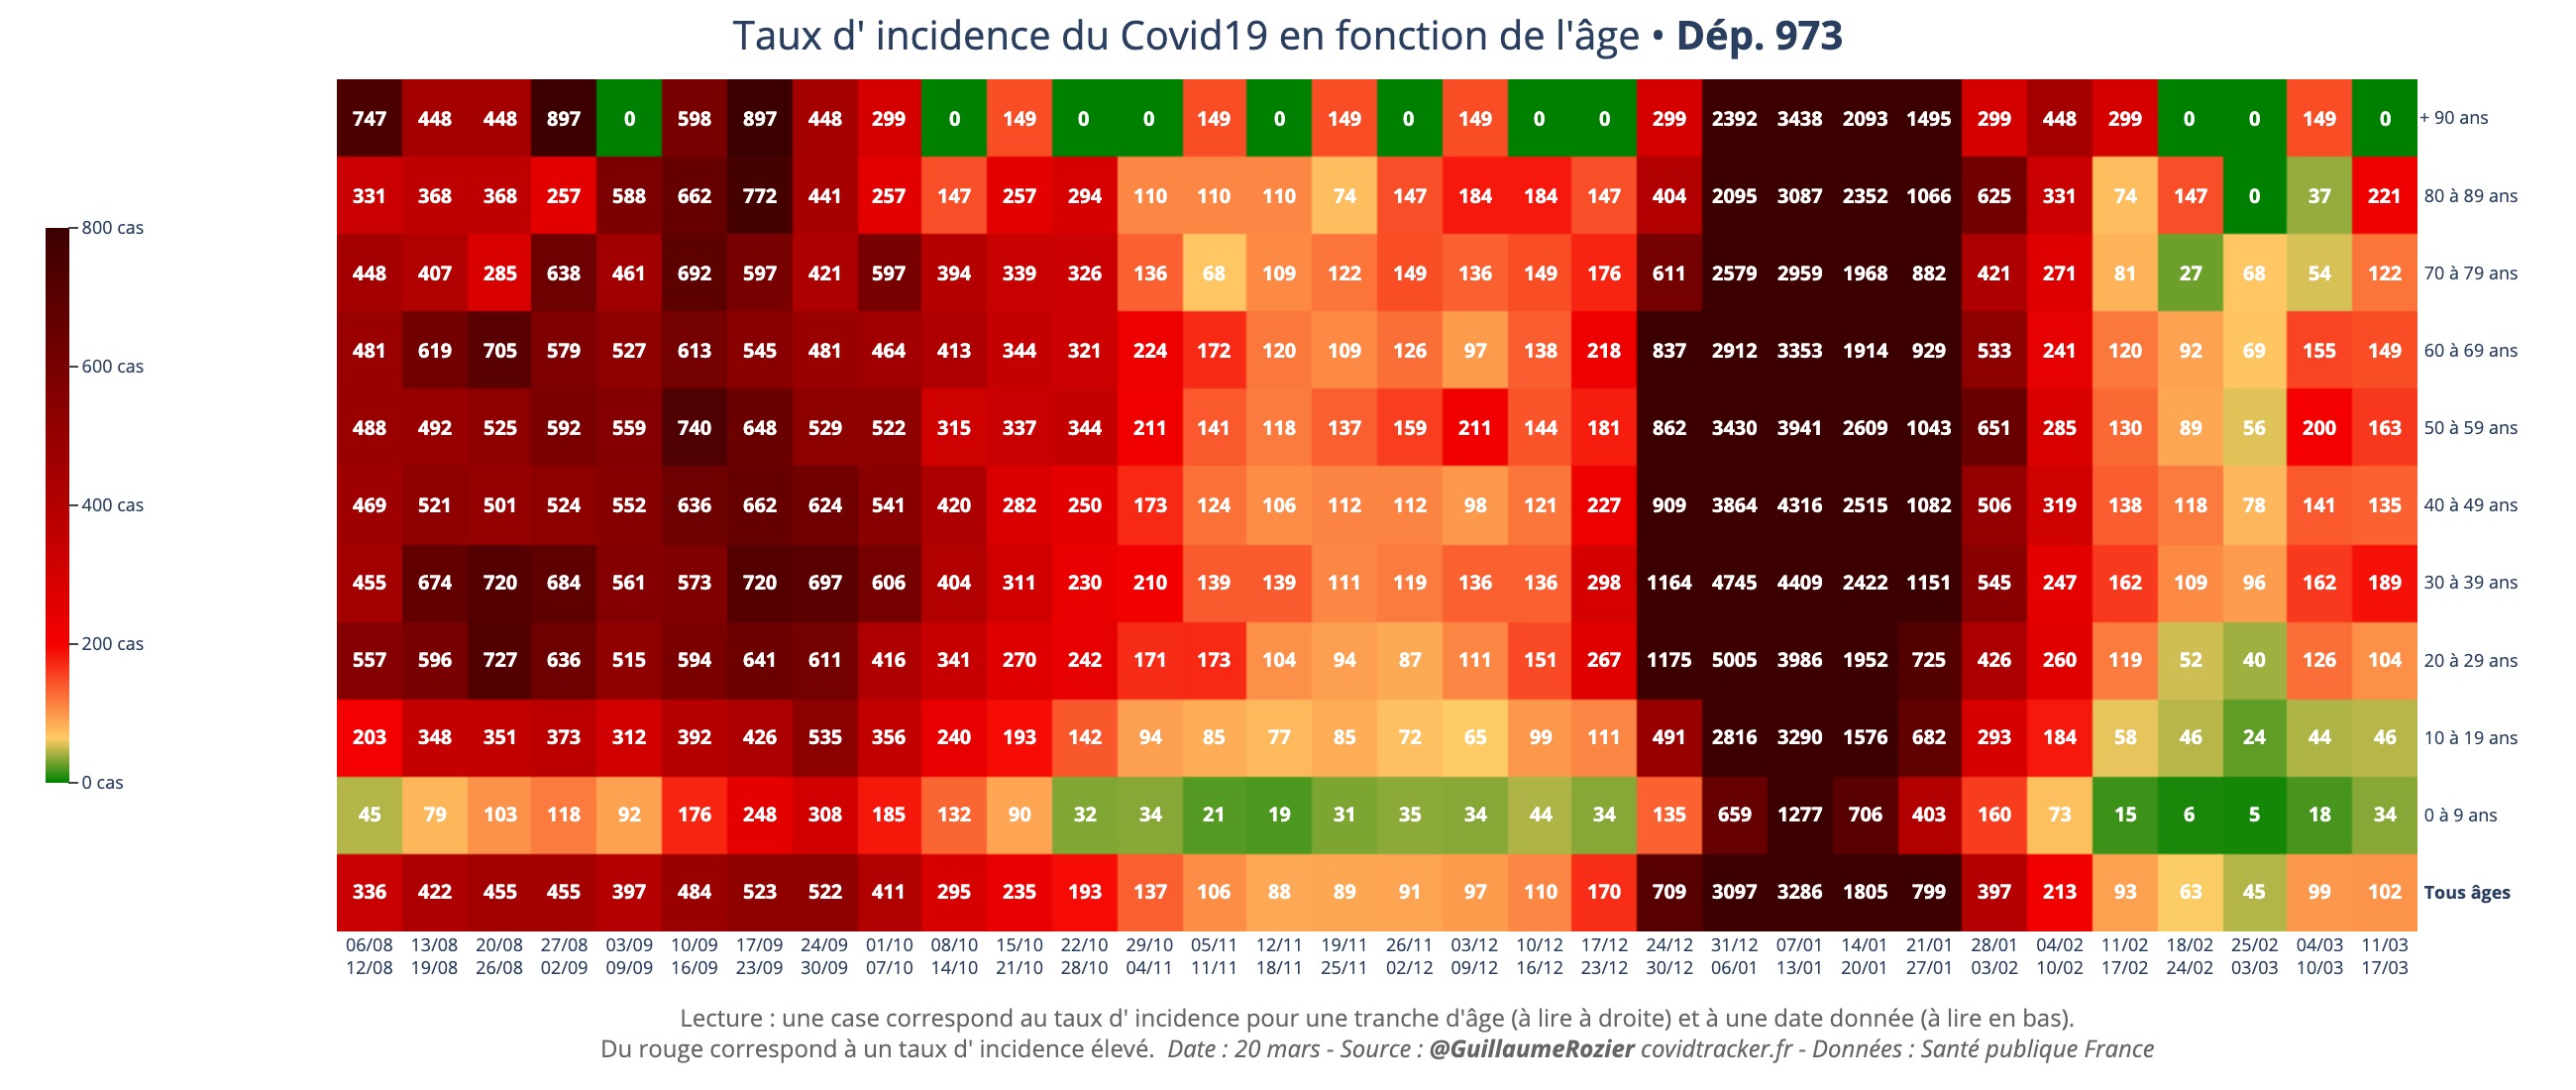 Taux d' incidence du Covid19 en fonction de l'âge • Dép. 973
800 cas
600 cas
400 cas
200 cas
0 cas
747 448 448 897 0 598 897 448 299 0 149 0 0 149 0 149 0 149 0 0 299 2392 3438 2093 1495 299 448 299 0 0 149 0 + 90 ans
331 368 368 257 588 662 772 441 257 147 257 294 110 110 110 74 147 184 184 147 404 2095 3087 2352 1066 625 331 74 147 0 37 221 80 à 89 ans
448 407 285 638 461 692 597 421 597 394 339 326 136 68 109 122 149 136 149 176 611 2579 2959 1968 882 421 271 81 27 68 54 122 70 à 79 ans
481 619 705 579 527 613 545 481 464 413 344 321 224 172 120 109 126 97 138 218 837 2912 3353 1914 929 533 241 120 92 69 155 149 60 à 69 ans
488 492 525 592 559 740 648 529 522 315 337 344 211 141 118 137 159 211 144 181 862 3430 3941 2609 1043 651 285 130 89 56 200 163 50 à 59 ans
469 521 501 524 552 636 662 624 541 420 282 250 173 124 106 112 112 98 121 227 909 3864 4316 2515 1082 506 319 138 118 78 141 135 40 à 49 ans
455 674 720 684 561 573 720 697 606 404 311 230 210 139 139 111 119 136 136 298 1164 4745 4409 2422 1151 545 247 162 109 96 162 189 30 à 39 ans
557 596 727 636 515 594 641 611 416 341 270 242 171 173 104 94 87 111 151 267 1175 5005 3986 1952 725 426 260 119 52 40 126 104 20 à 29 ans
203 348 351 373 312 392 426 535 356 240 193 142 94 85 77 85 72 65 99 111 491 2816 3290 1576 682 293 184 58 46 24 44 46 10 à 19 ans
45 79 103 118 92 176 248 308 185 132 90 32 34 21 19 31 35 34 44 34 135 659 1277 706 403 160 73 15 6 5 18 34 0 à 9 ans
336 422 455 455 397 484 523 522 411 295 235 193 137 106 88 89 91 97 110 170 709 3097 3286 1805 799 397 213 93 63 45 99 102 Tous âges
06/08 13/08 20/08 27/08 03/09 10/09 17/09 24/09 01/10 08/10 15/10 22/10 29/10 05/11 12/11 19/11 26/11 03/12 10/12 17/12 24/12 31/12 07/01 14/01 21/01 28/01 04/02 11/02 18/02 25/02 04/03 11/03
12/08 19/08 26/08 02/09 09/09 16/09 23/09 30/09 07/10 14/10 21/10 28/10 04/11 11/11 18/11 25/11 02/12 09/12 16/12 23/12 30/12 06/01 13/01 20/01 27/01 03/02 10/02 17/02 24/02 03/03 10/03 17/03
Lecture : une case correspond au taux d' incidence pour une tranche d'âge (à lire à droite) et à une date donnée (à lire en bas).
Du rouge correspond à un taux d' incidence élevé. Date : 20 mars - Source : @GuillaumeRozier covidtracker.fr - Données : Santé publique France